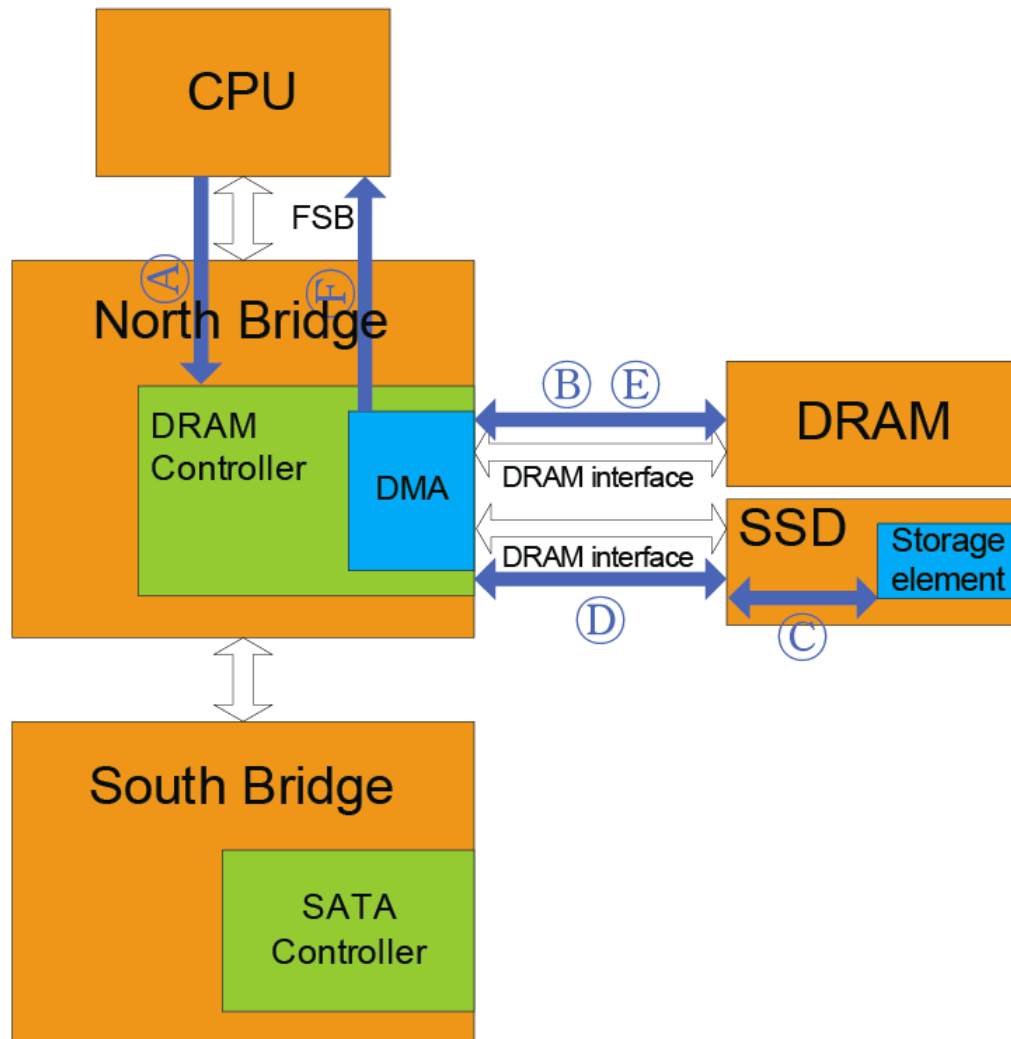 CPU
FSB
Ⓐ
Ⓕ
North Bridge
Ⓑ Ⓔ
DRAM
Controller
DMA
DRAM
DRAM interface
SSD
Storage
element
DRAM interface
Ⓓ
Ⓒ
South Bridge
SATA
Controller